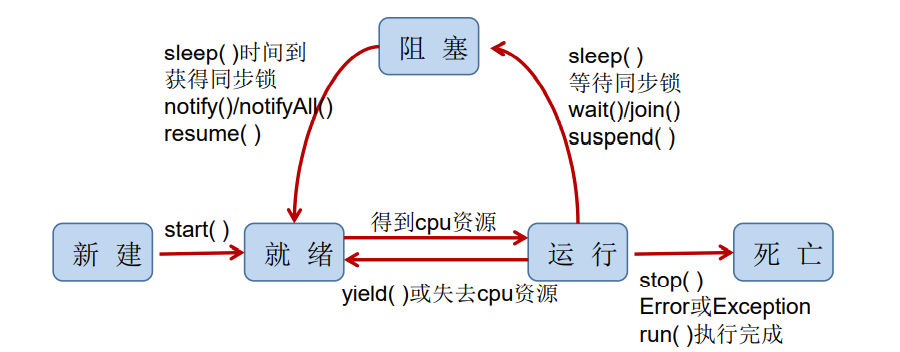 阻 塞
sleep( )时间到
获得同步锁
notify()/notifyAll()
resume( )
sleep( )
等待同步锁
wait()/join()
suspend( )
新 建
start( )
就 绪
得到cpu资源
yield( )或失去cpu资源
运 行
死 亡
stop( )
Error或Exception
run( )执行完成